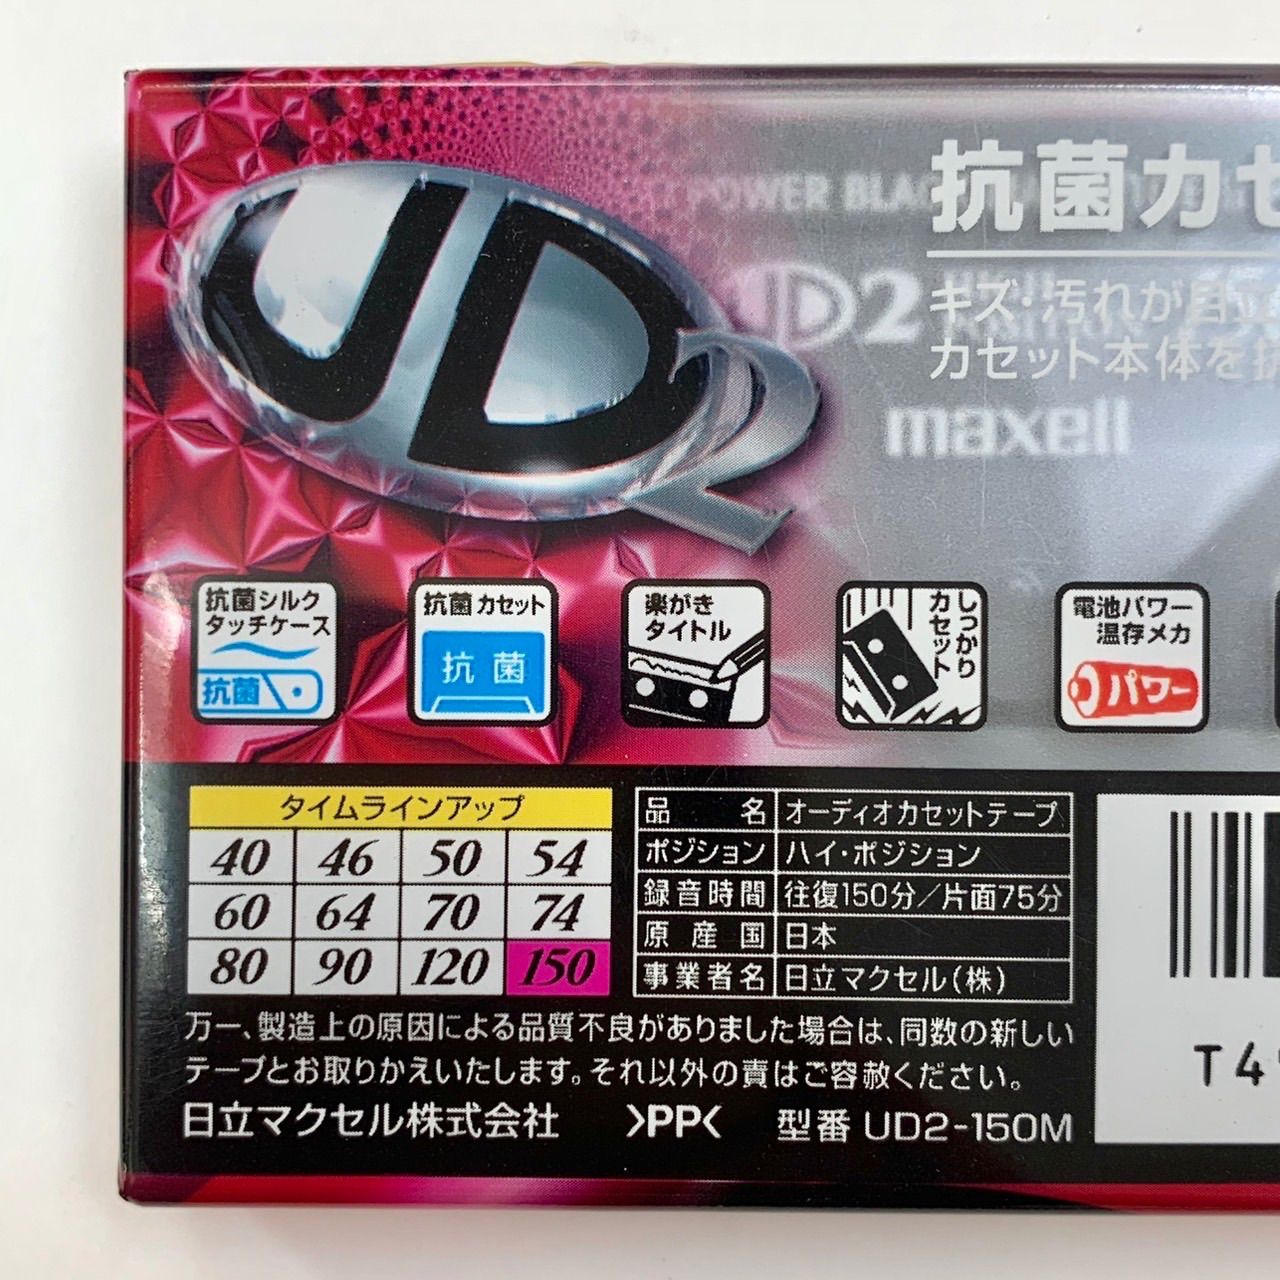 UD2
POWER
抗菌カセ
UD2
キズ・汚れが目立
カセット本体を抗
maxell
抗菌シルク
タッチケース
抗菌
抗菌カセット
抗菌
楽がき
タイトル
しっかり
カセット
電池パワー
温存メカ
パワー
タイムラインアップ
40 46 50 54
60 64 70 74
80 90 120 150
品名 オーディオカセットテープ
ポジション ハイ・ポジション
録音時間 往復150分/片面75分
原産国 日本
事業者名 日立マクセル(株)
万一、製造上の原因による品質不良がありました場合は、同数の新しい
テープとお取りかえいたします。それ以外の責はご容赦ください。
日立マクセル株式会社 >PP< 型番 UD2-150M
T4